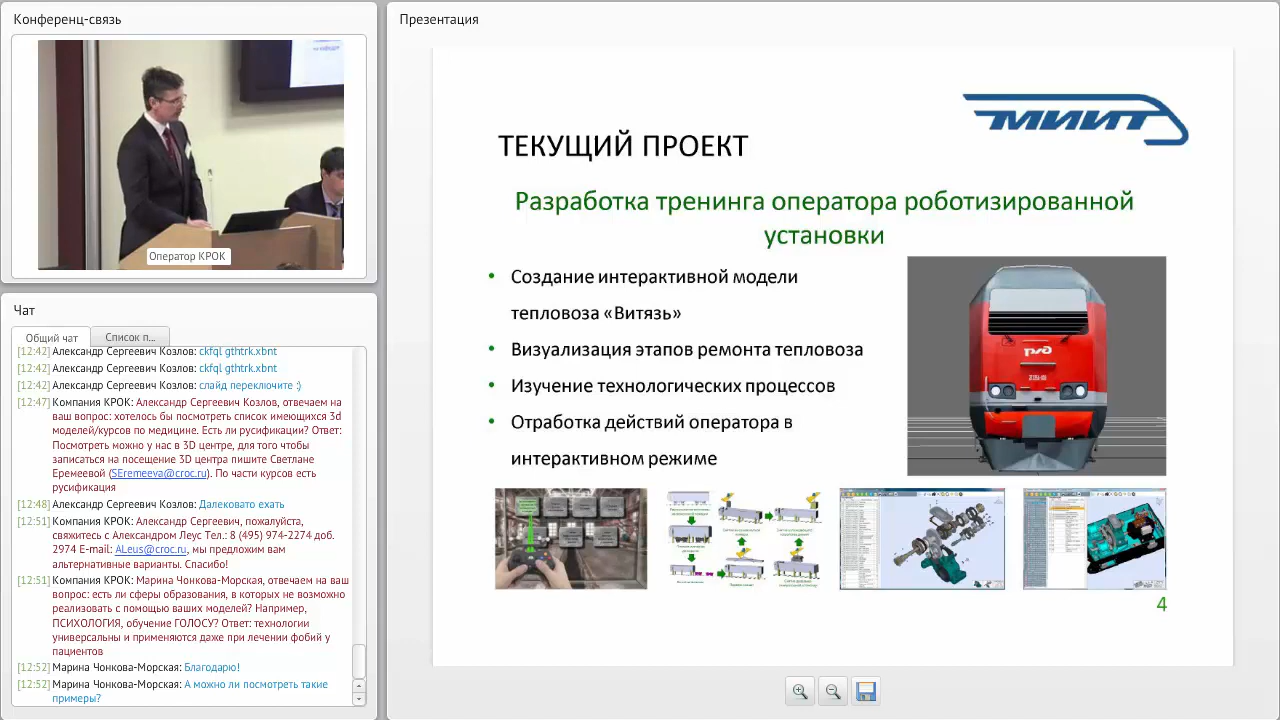 Конференц-связь
Оператор КРОК
Чат
Общий чат
Список п...
[12:42] Александр Сергеевич Козлов: ckfql gthtrk.xbnt
[12:42] Александр Сергеевич Козлов: ckfql gthtrk.xbnt
[12:42] Александр Сергеевич Козлов: слайд переключите :)
[12:47] Компания КРОК: Александр Сергеевич Козлов, отвечаем на
ваш вопрос: хотелось бы посмотреть список имеющихся 3d
моделей/курсов по медицине. Есть ли русификация? Ответ:
Посмотреть можно у нас в 3D центре, для того чтобы
записаться на посещение 3D центра пишите Светлане
Еремеевой (SEremeeva@croc.ru). По части курсов есть
русификация
[12:48] Александр Сергеевич Козлов: Далековато ехать
[12:51] Компания КРОК: Александр Сергеевич, пожалуйста,
свяжитесь с Александром Леус Тел.: 8 (495) 974-2274 доб.
2974 E-mail: ALeus@croc.ru, мы предложим вам
альтернативные варианты. Спасибо!
[12:51] Компания КРОК: Марина Чонкова-Морская, отвечаем на ваш
вопрос: есть ли сферы образования, в которых не возможно
реализовать с помощью ваших моделей? Например,
ПСИХОЛОГИЯ, обучение ГОЛОСУ? Ответ: технологии
универсальны и применяются даже при лечении фобий у
пациентов
[12:52] Марина Чонкова-Морская: Благодарю!
[12:52] Марина Чонкова-Морская: А можно ли посмотреть такие
примеры?
Презентация
МИИТ
ТЕКУЩИЙ ПРОЕКТ
Разработка тренинга оператора роботизированной
установки
• Создание интерактивной модели
тепловоза «Витязь»
• Визуализация этапов ремонта тепловоза
• Изучение технологических процессов
• Отработка действий оператора в
интерактивном режиме
4